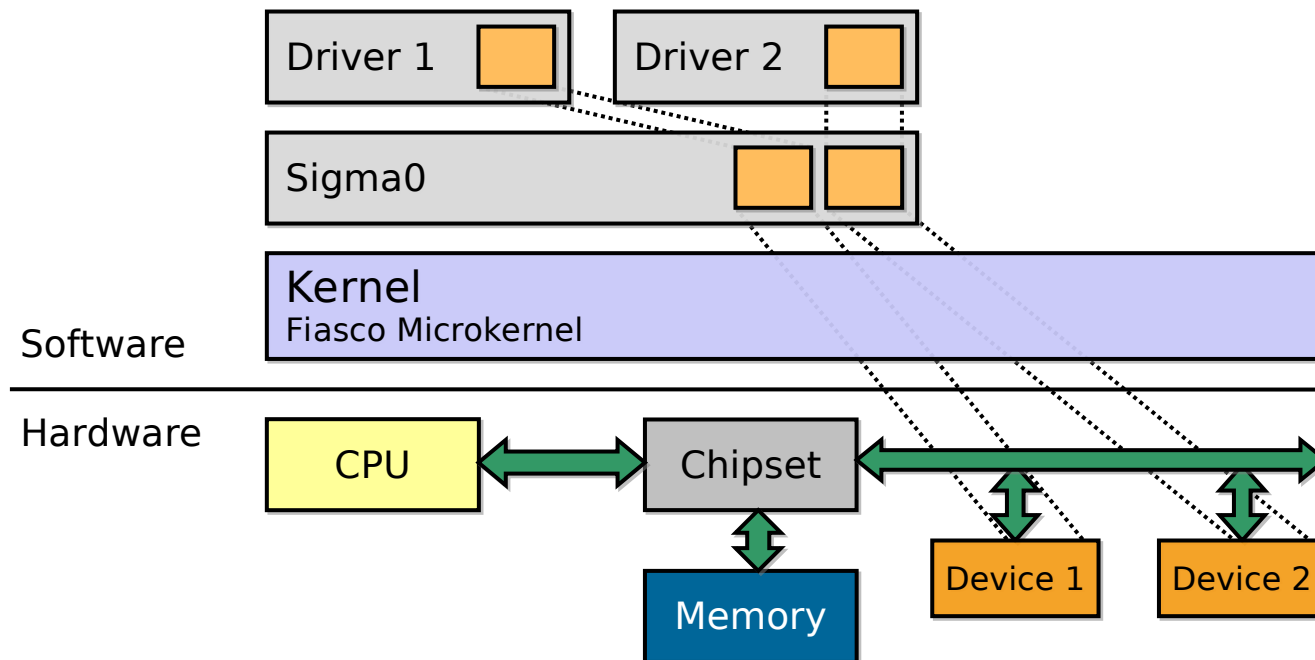 Driver 1
Driver 2
Sigma0
Kernel
Fiasco Microkernel
Software
Hardware
CPU
Chipset
Device 1
Device 2
Memory